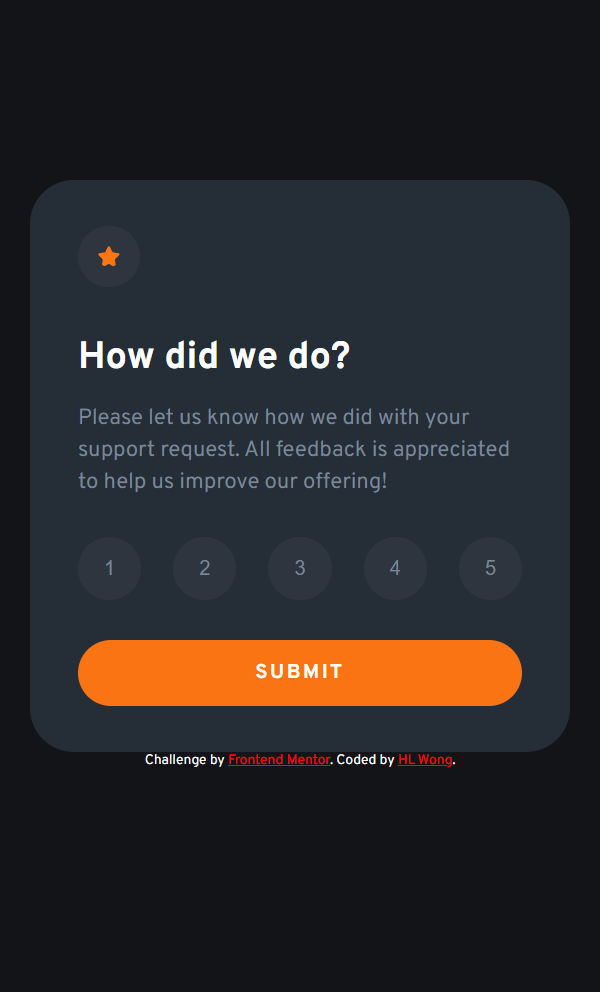 How did we do?
Please let us know how we did with your
support request. All feedback is appreciated
to help us improve our offering!
1 2 3 4 5
SUBMIT
Challenge by Frontend Mentor. Coded by HL Wong.